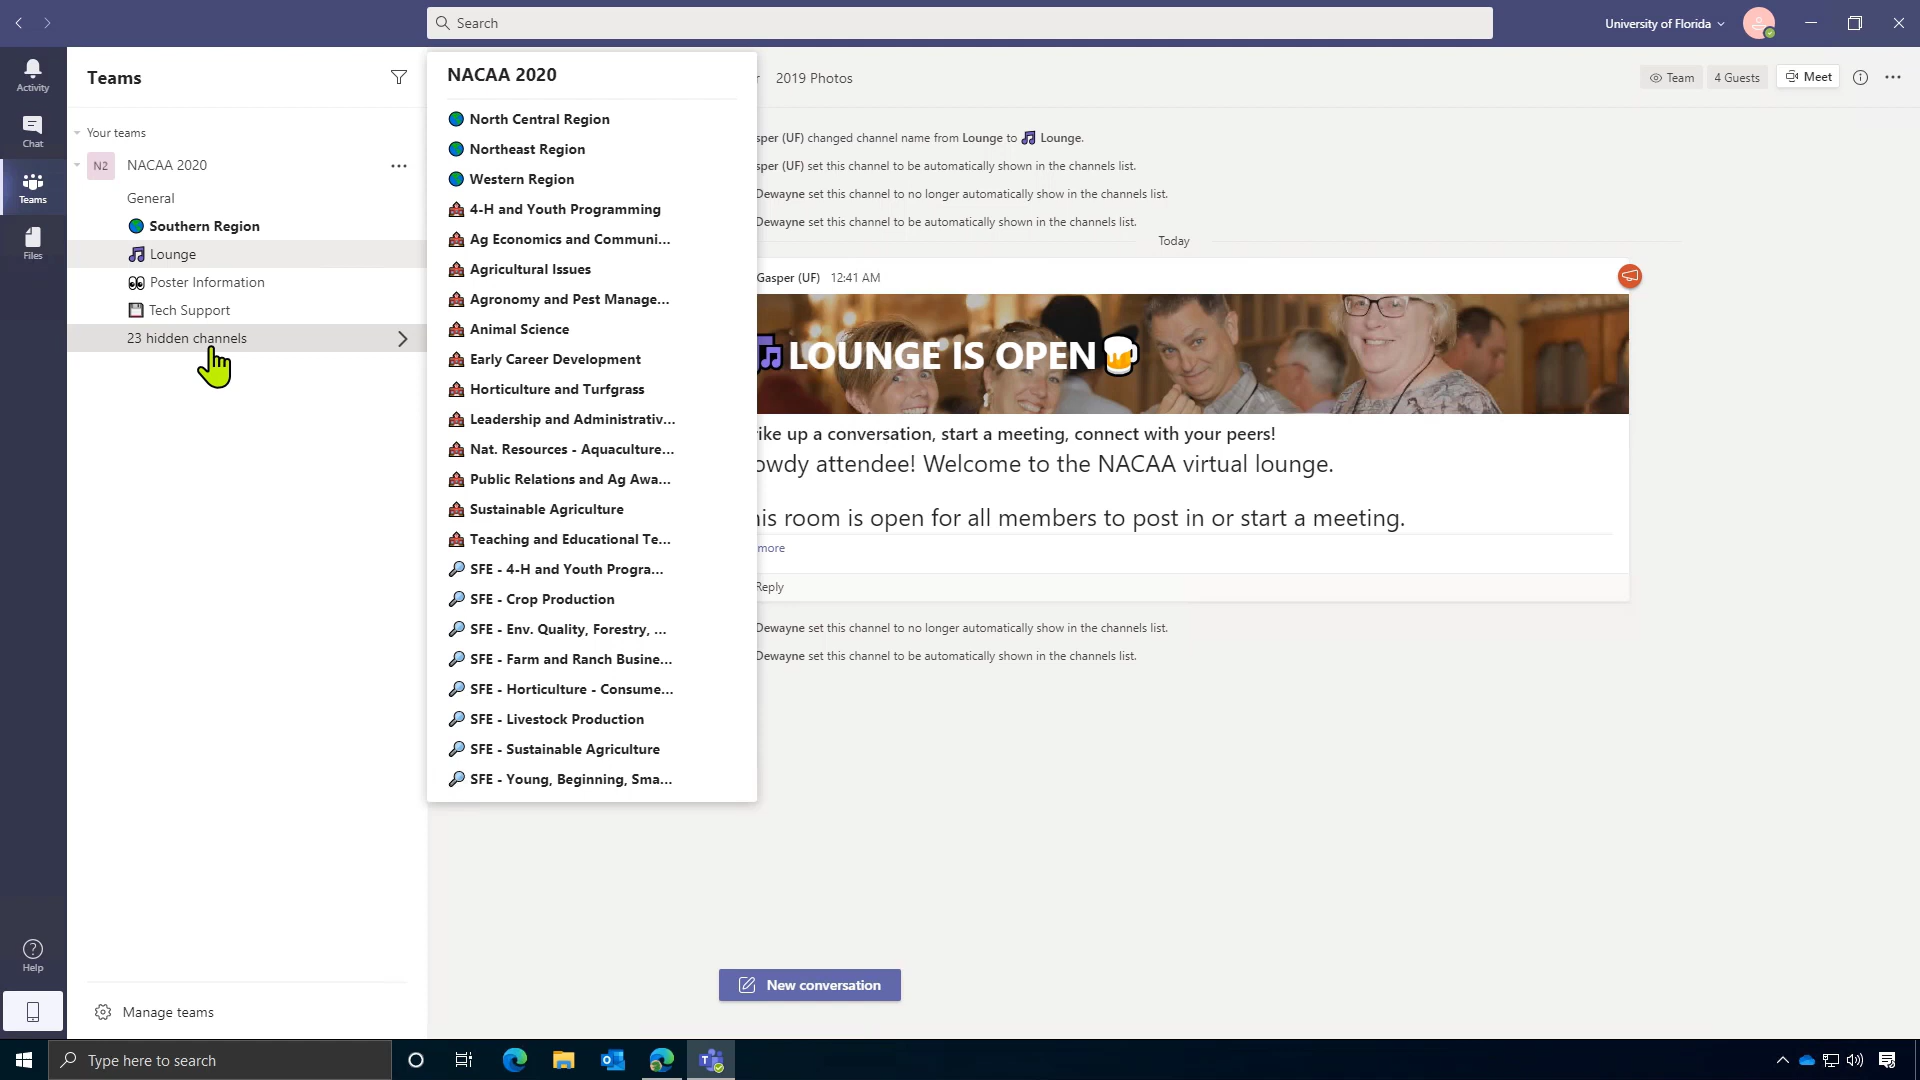 Search
University of Florida
Activity
Chat
Teams
Files
Help
Teams
Your teams
N2 NACAA 2020
General
Southern Region
Lounge
Poster Information
Tech Support
23 hidden channels
Manage teams
NACAA 2020
North Central Region
Northeast Region
Western Region
4-H and Youth Programming
Ag Economics and Communi...
Agricultural Issues
Agronomy and Pest Manage...
Animal Science
Early Career Development
Horticulture and Turfgrass
Leadership and Administrativ...
Nat. Resources - Aquaculture...
Public Relations and Ag Awa...
Sustainable Agriculture
Teaching and Educational Te...
SFE - 4-H and Youth Progra...
SFE - Crop Production
SFE - Env. Quality, Forestry, ...
SFE - Farm and Ranch Busine...
SFE - Horticulture - Consume...
SFE - Livestock Production
SFE - Sustainable Agriculture
SFE - Young, Beginning, Sma...
2019 Photos
Team
4 Guests
Meet
sper (UF) changed channel name from Lounge to Lounge.
sper (UF) set this channel to be automatically shown in the channels list.
Dewayne set this channel to no longer automatically show in the channels list.
Dewayne set this channel to be automatically shown in the channels list.
Today
Gasper (UF) 12:41 AM
LOUNGE IS OPEN
ike up a conversation, start a meeting, connect with your peers!
owdy attendee! Welcome to the NACAA virtual lounge.
is room is open for all members to post in or start a meeting.
more
Reply
Dewayne set this channel to no longer automatically show in the channels list.
Dewayne set this channel to be automatically shown in the channels list.
New conversation
Type here to search